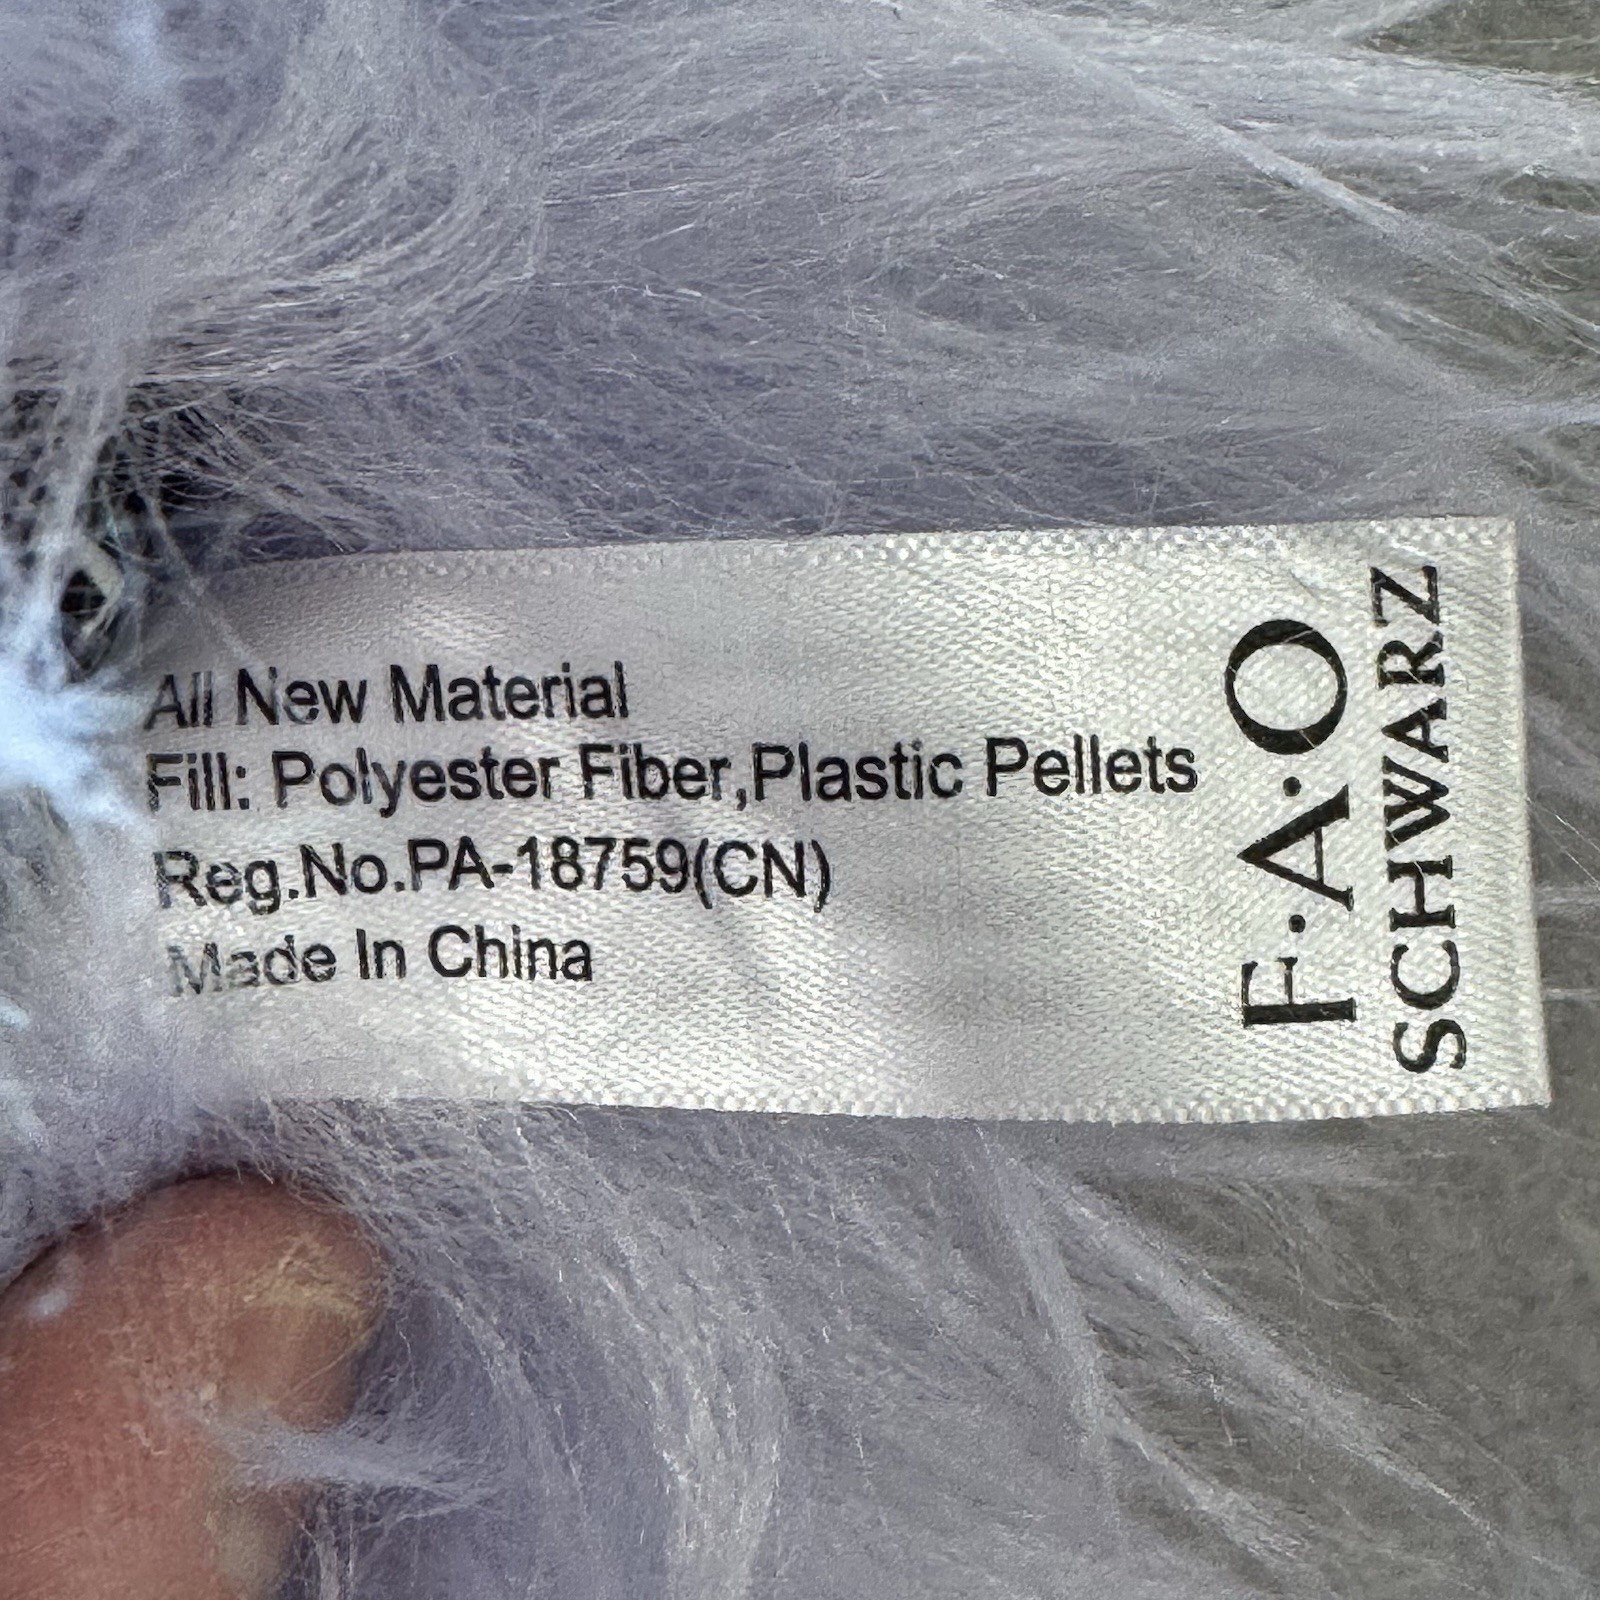 All New Material
Fill: Polyester Fiber,Plastic Pellets
Reg.No.PA-18759(CN)
Made In China
F·A·O
SCHWARZ